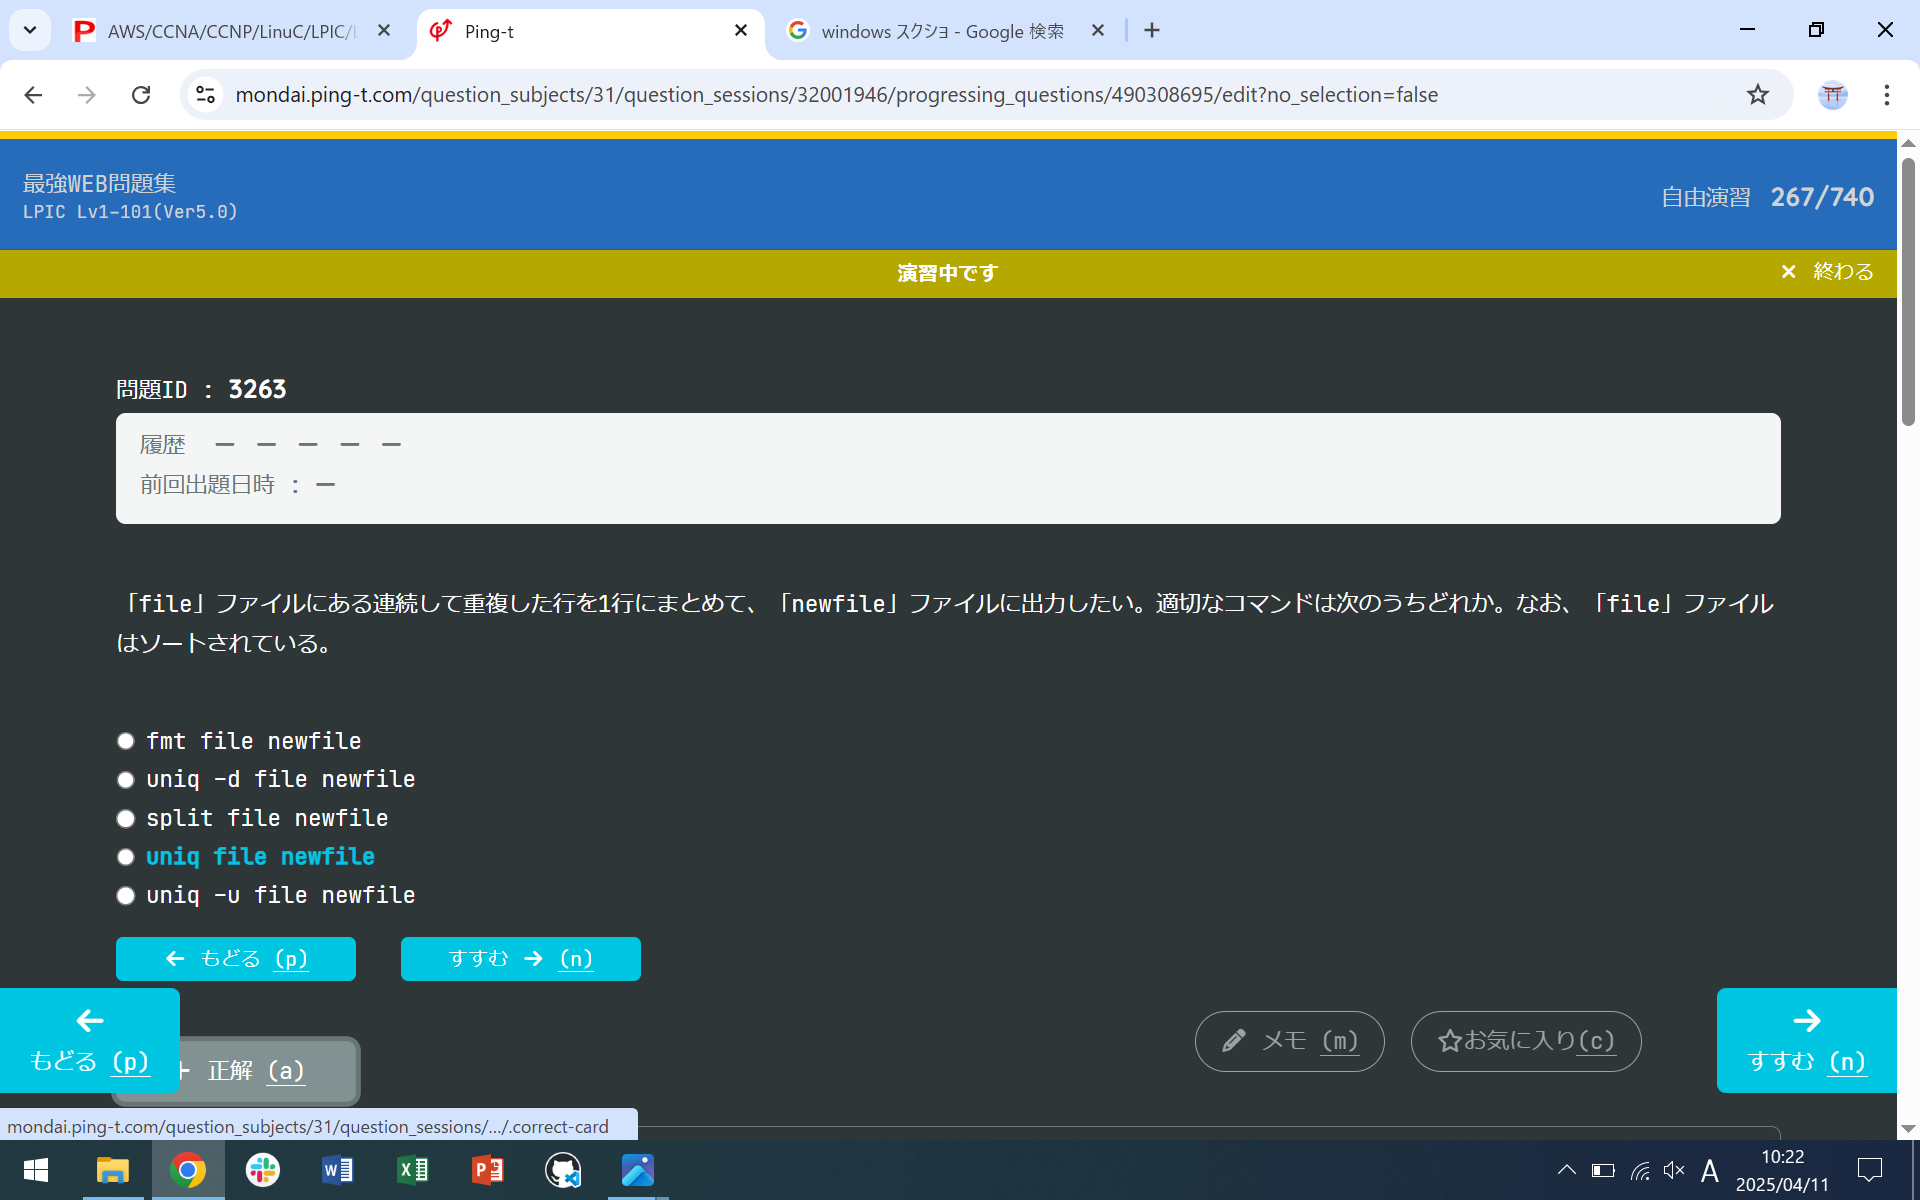 AWS/CCNA/CCNP/LinuC/LPIC/
Ping-t
windows スクショ - Google 検索
mondai.ping-t.com/question_subjects/31/question_sessions/32001946/progressing_questions/490308695/edit?no_selection=false
最強WEB問題集
LPIC Lv1-101(Ver5.0)
自由演習 267/740
演習中です
× 終わる
問題ID : 3263
履歴 ー ー ー ー ー
前回出題日時 : ー
「file」ファイルにある連続して重複した行を1行にまとめて、「newfile」ファイルに出力したい。適切なコマンドは次のうちどれか。なお、「file」ファイル
はソートされている。
fmt file newfile
uniq -d file newfile
split file newfile
uniq file newfile
uniq -u file newfile
← もどる (p)
すすむ → (n)
←
もどる (p)
+ 正解 (a)
メモ (m)
☆お気に入り(c)
→
すすむ (n)
mondai.ping-t.com/question_subjects/31/question_sessions/.../.correct-card
A
10:22
2025/04/11